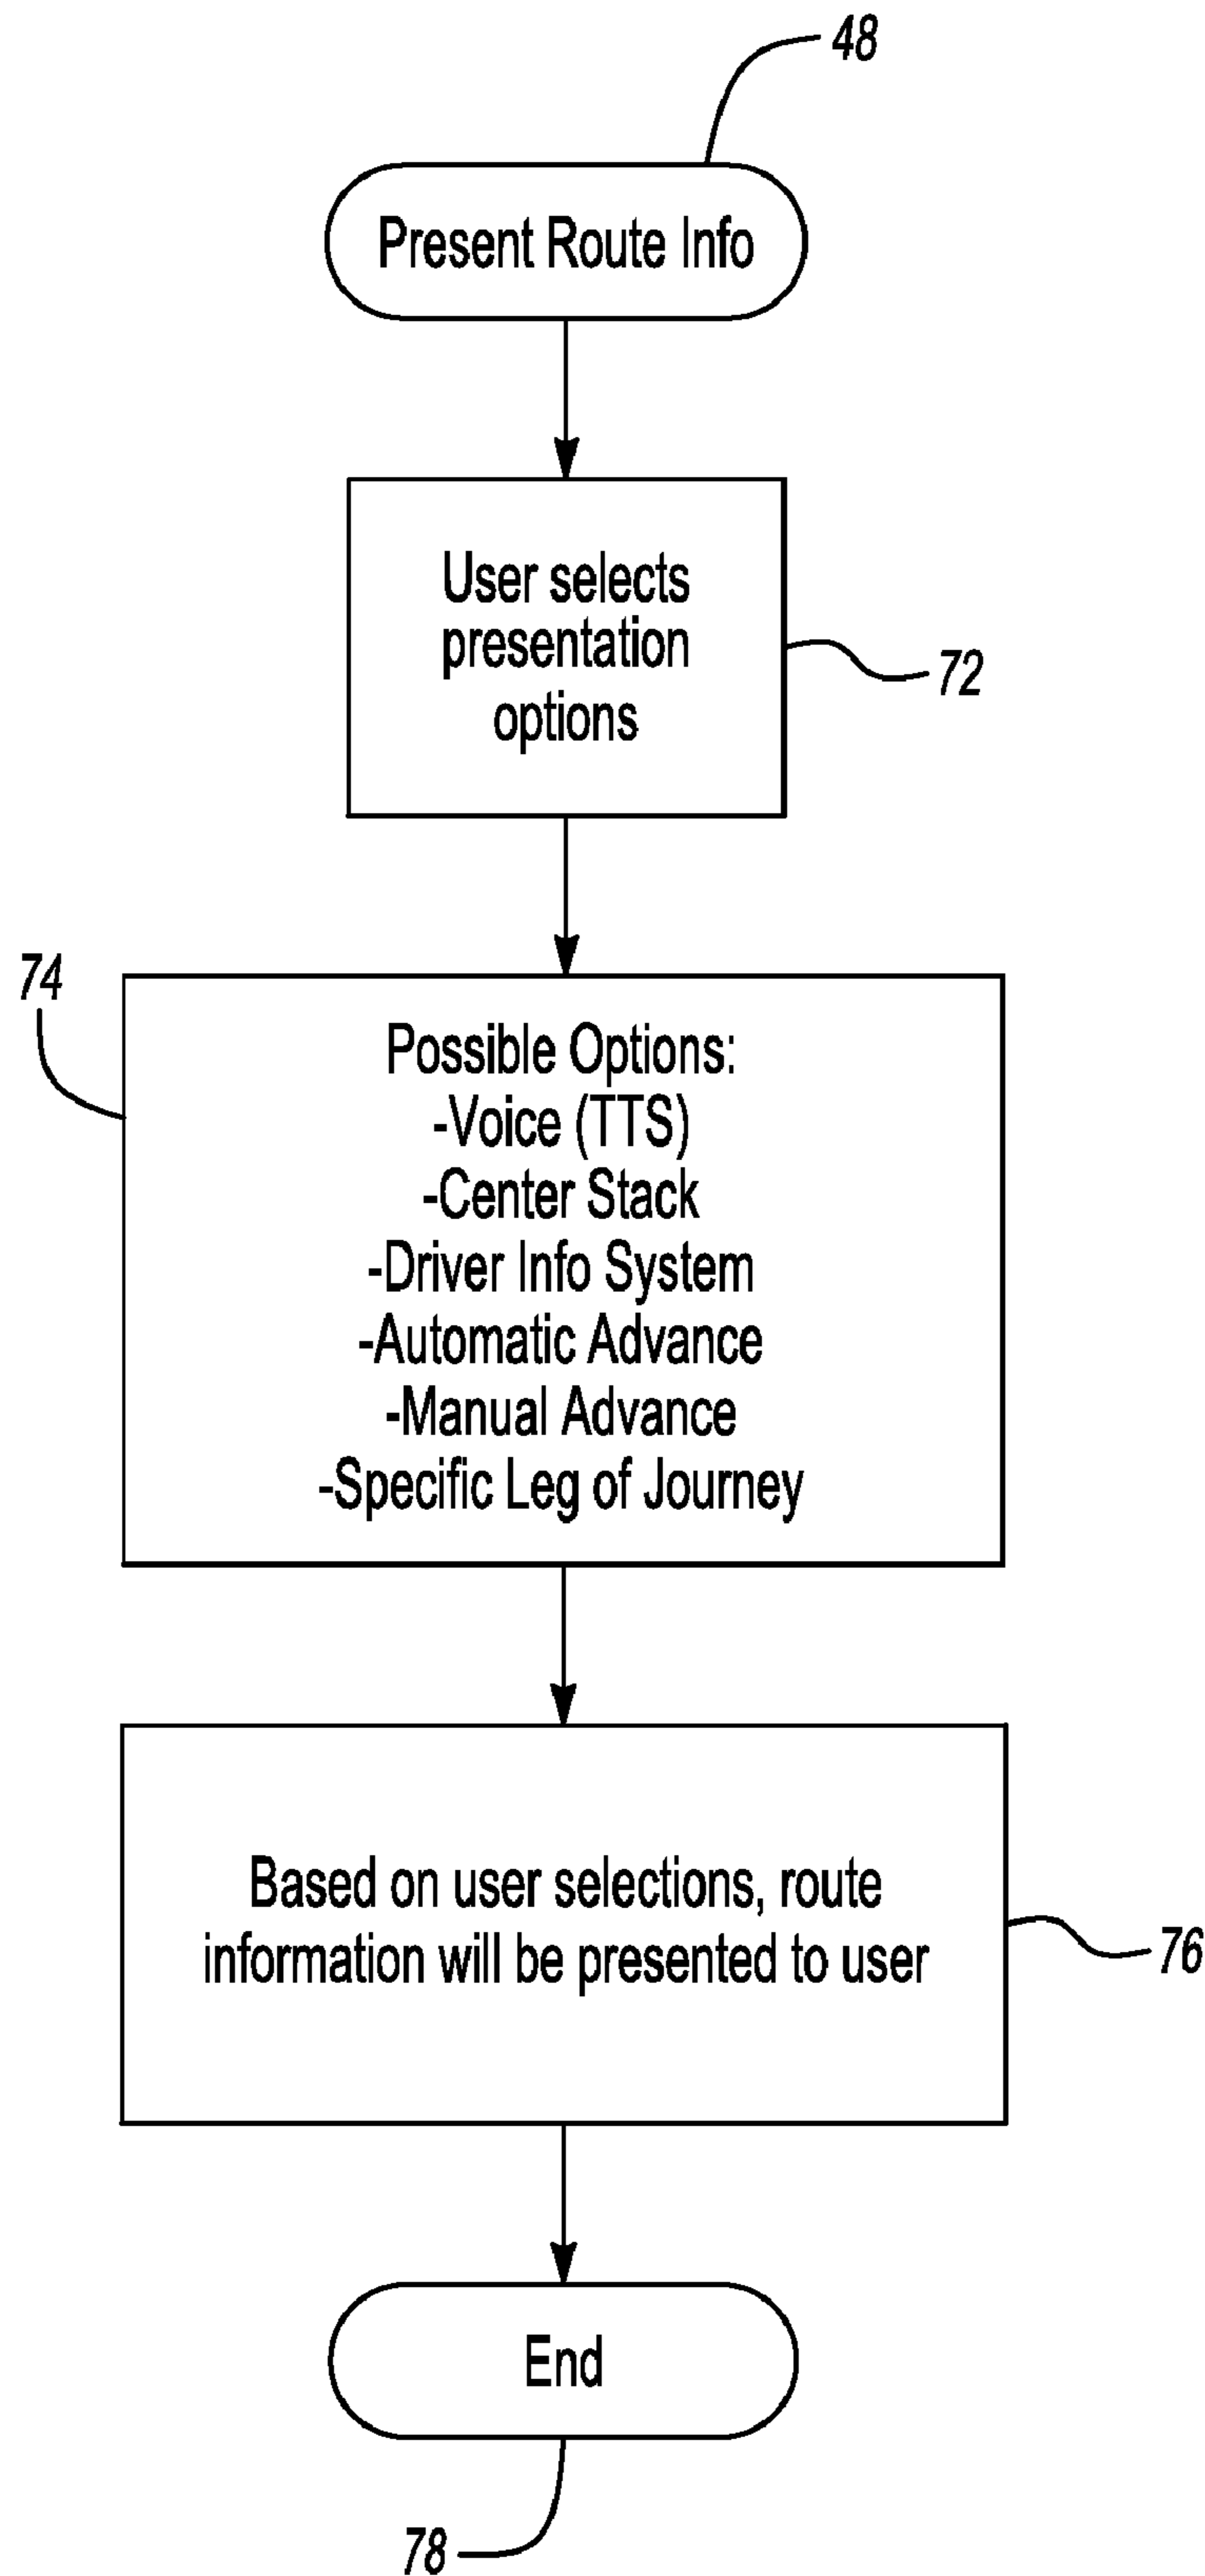 48
Present Route Info
User selects
presentation
options
72
74
Possible Options:
-Voice (TTS)
-Center Stack
-Driver Info System
-Automatic Advance
-Manual Advance
-Specific Leg of Journey
Based on user selections, route
information will be presented to user
76
End
78